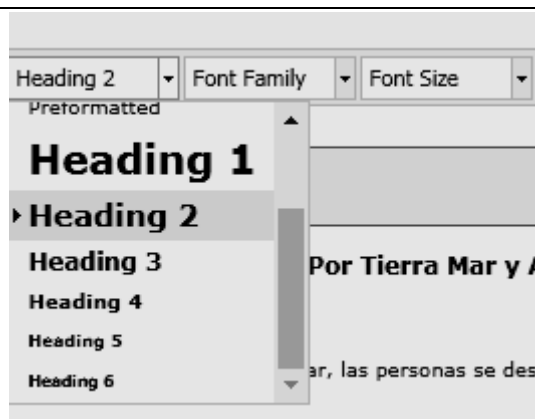 Heading 2 Font Family Font Size
Preformatted
Heading 1
Heading 2
Heading 3
Por Tierra Mar y
Heading 4
Heading 5
ar, las personas se des
Heading 6